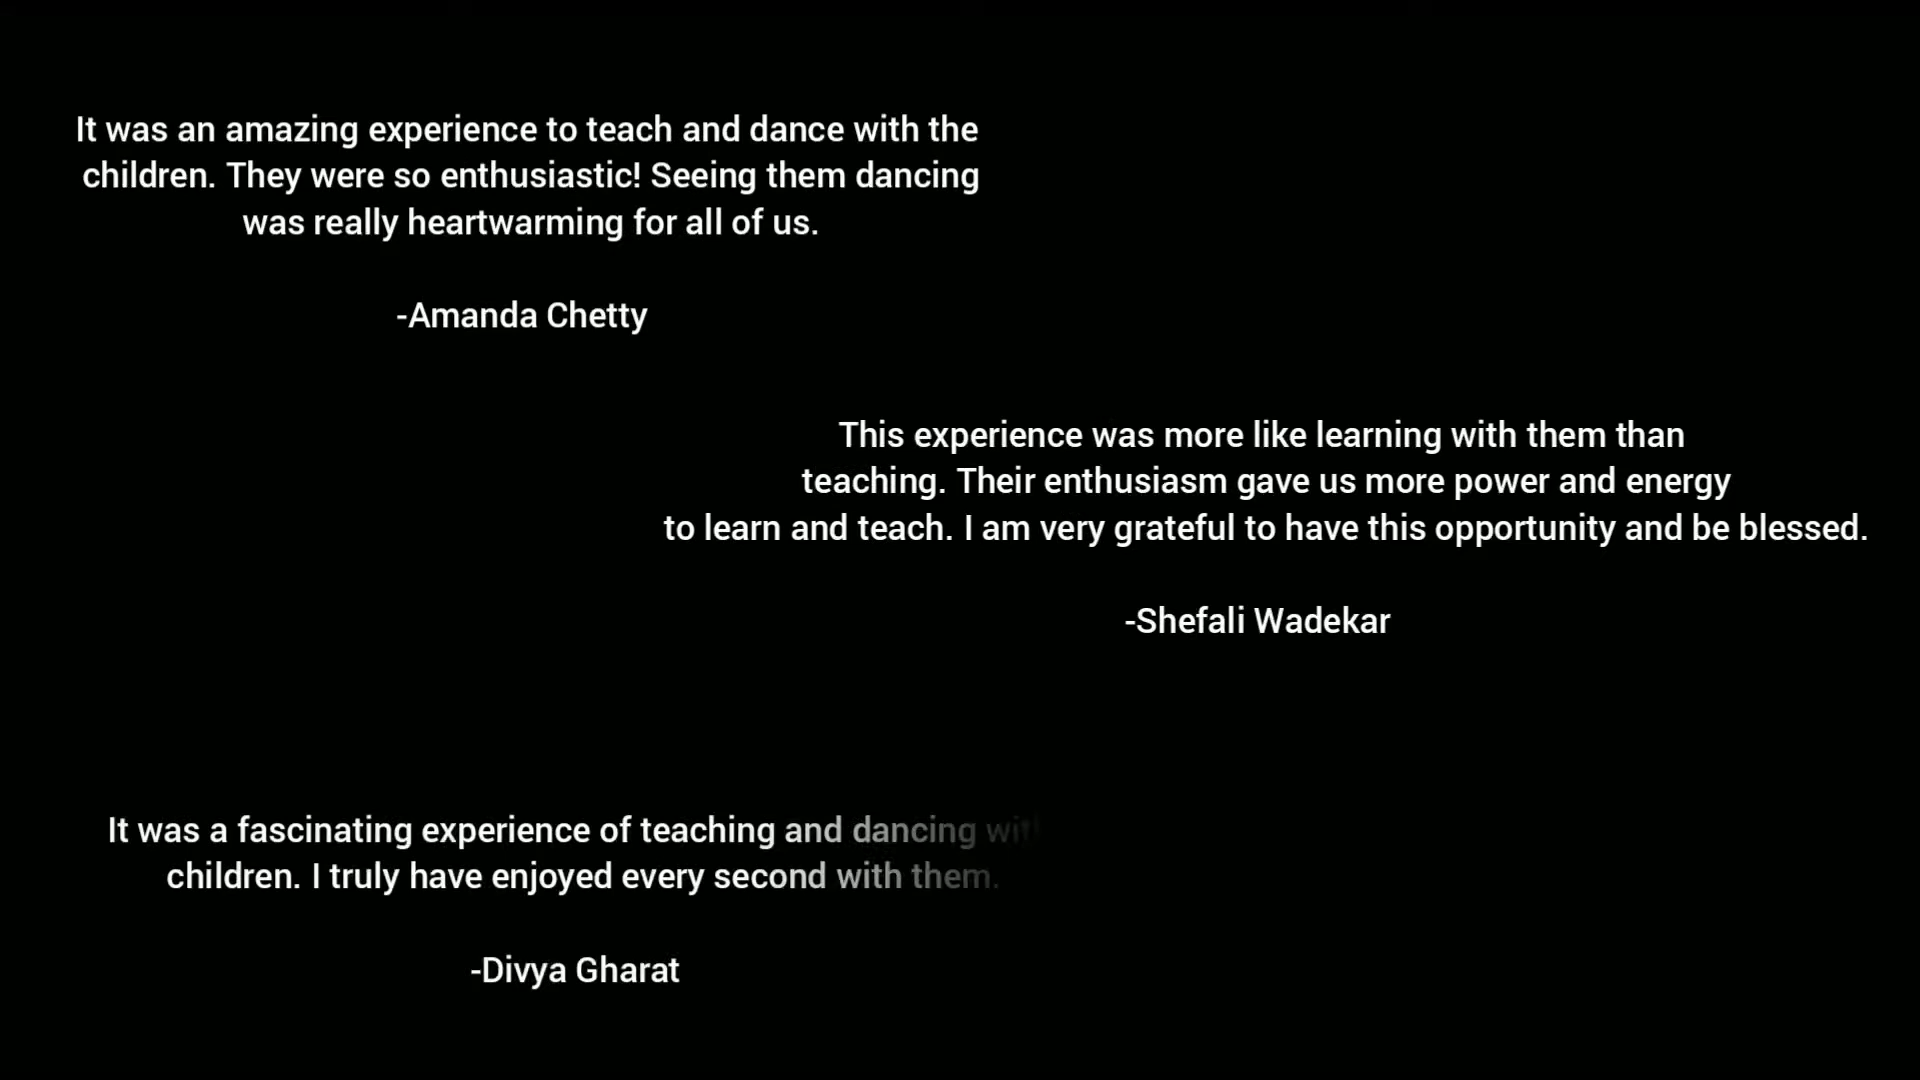 It was an amazing experience to teach and dance with the
children. They were so enthusiastic! Seeing them dancing
was really heartwarming for all of us.
-Amanda Chetty
This experience was more like learning with them than
teaching. Their enthusiasm gave us more power and energy
to learn and teach. I am very grateful to have this opportunity and be blessed.
-Shefali Wadekar
It was a fascinating experience of teaching and dancing
children. I truly have enjoyed every second with them.
-Divya Gharat